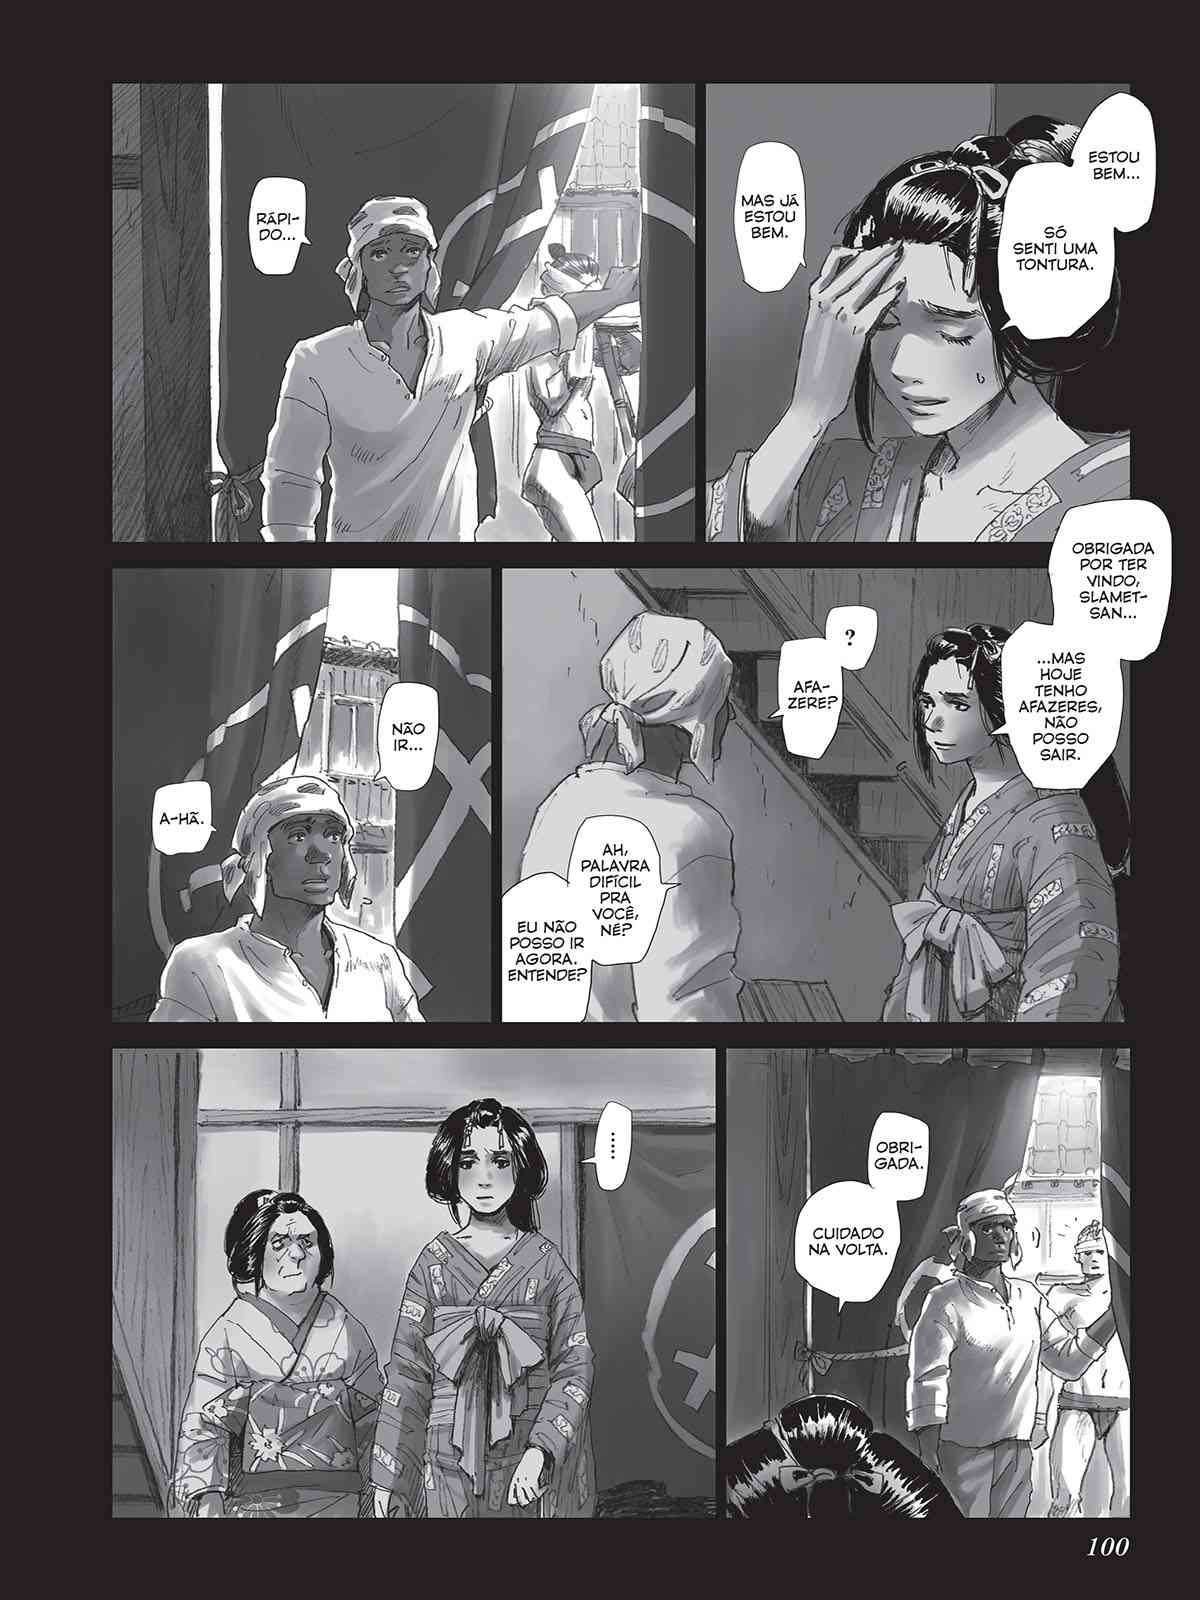 ESTOU
BEM...
SÓ
SENTI UMA
TONTURA.
MAS JÁ
ESTOU
BEM.
RÁPI-
DO...
OBRIGADA
POR TER
VINDO,
SLAMET-
SAN...
...MAS
HOJE
TENHO
AFAZERES,
NÃO
POSSO
SAIR.
?
AFA-
ZERE?
AH,
PALAVRA
DIFÍCIL
PRA
VOCÊ,
NÉ?
EU NÃO
POSSO IR
AGORA.
ENTENDE?
NÃO
IR...
A-HÃ.
OBRI-
GADA.
CUIDADO
NA VOLTA.
......
100